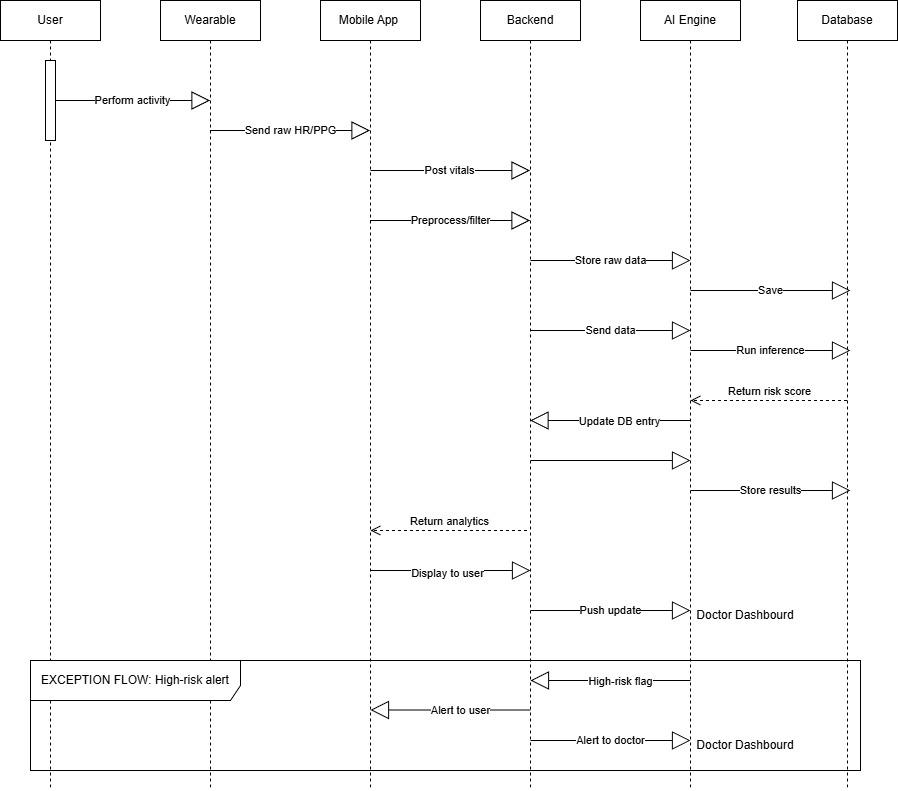 User
Wearable
Mobile App
Backend
AI Engine
Database
Perform activity
Send raw HR/PPG
Post vitals
Preprocess/filter
Store raw data
Save
Send data
Run inference
Return risk score
Update DB entry
Store results
Return analytics
Display to user
Push update
Doctor Dashbourd
EXCEPTION FLOW: High-risk alert
High-risk flag
Alert to user
Alert to doctor
Doctor Dashbourd